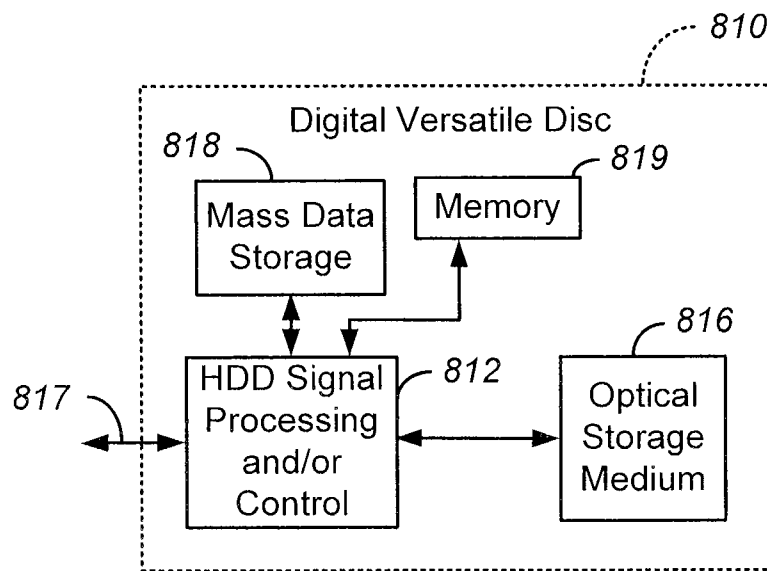 810
Digital Versatile Disc
818
819
Mass Data
Storage
Memory
817
HDD Signal
Processing
and/or
Control
812
816
Optical
Storage
Medium